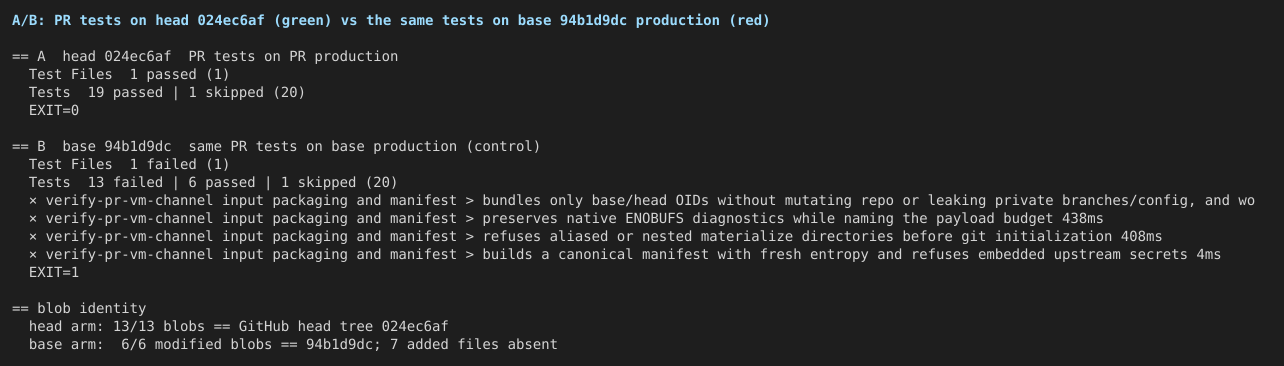 A/B: PR tests on head 024ec6af (green) vs the same tests on base 94b1d9dc production (red)
== A  head 024ec6af  PR tests on PR production
Test Files  1 passed (1)
Tests  19 passed | 1 skipped (20)
EXIT=0
== B  base 94b1d9dc  same PR tests on base production (control)
Test Files  1 failed (1)
Tests  13 failed | 6 passed | 1 skipped (20)
× verify-pr-vm-channel input packaging and manifest > bundles only base/head OIDs without mutating repo or leaking private branches/config, and wo
× verify-pr-vm-channel input packaging and manifest > preserves native ENOBUFS diagnostics while naming the payload budget 438ms
× verify-pr-vm-channel input packaging and manifest > refuses aliased or nested materialize directories before git initialization 408ms
× verify-pr-vm-channel input packaging and manifest > builds a canonical manifest with fresh entropy and refuses embedded upstream secrets 4ms
EXIT=1
== blob identity
head arm: 13/13 blobs == GitHub head tree 024ec6af
base arm:  6/6 modified blobs == 94b1d9dc; 7 added files absent